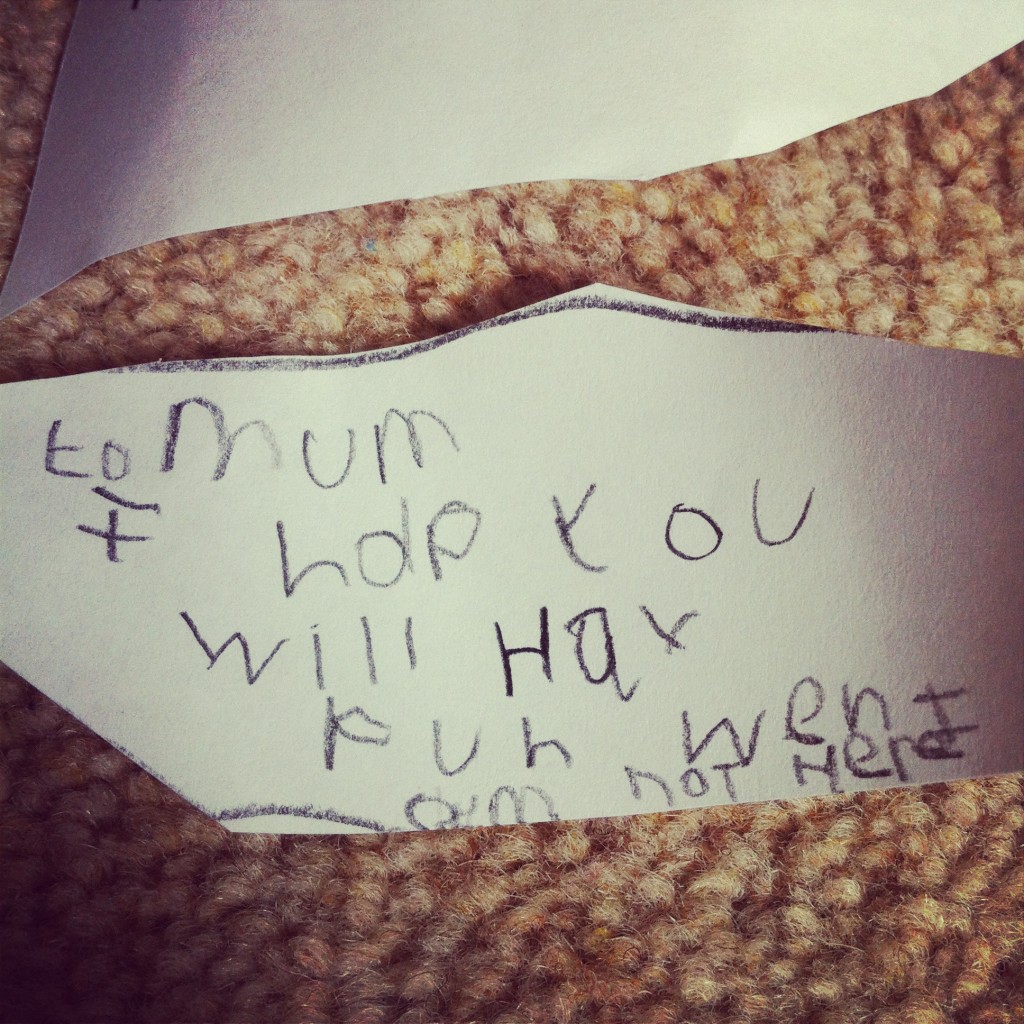 to Mum
I hop you
will Hav
Fun wen I
am not Here